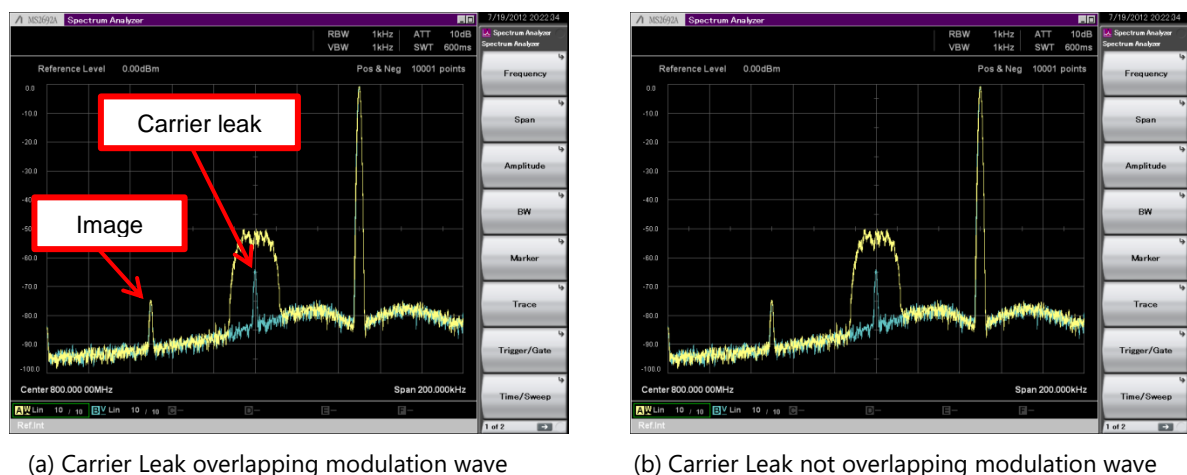 MS2692A Spectrum Analyzer
7/19/2012 20:22:34
RBW 1kHz ATT 10dB
VBW 1kHz SWT 600ms
Spectrum Analyzer
Spectrum Analyzer
Reference Level 0.00dBm Pos & Neg 10001 points
0.0
-10.0
-20.0
-30.0
-40.0
-50.0
-60.0
-70.0
-80.0
-90.0
-100.0
Carrier leak
Image
Center 800.000 00MHz Span 200.000kHz
A W Lin 10 / 10 B V Lin 10 / 10 C -- D -- E -- F --
Ref.Int
Frequency
Span
Amplitude
BW
Marker
Trace
Trigger/Gate
Time/Sweep
1 of 2
(a) Carrier Leak overlapping modulation wave
MS2692A Spectrum Analyzer
7/19/2012 20:22:34
RBW 1kHz ATT 10dB
VBW 1kHz SWT 600ms
Spectrum Analyzer
Spectrum Analyzer
Reference Level 0.00dBm Pos & Neg 10001 points
0.0
-10.0
-20.0
-30.0
-40.0
-50.0
-60.0
-70.0
-80.0
-90.0
-100.0
Center 800.000 00MHz Span 200.000kHz
A W Lin 10 / 10 B V Lin 10 / 10 C -- D -- E -- F --
Ref.Int
Frequency
Span
Amplitude
BW
Marker
Trace
Trigger/Gate
Time/Sweep
1 of 2
(b) Carrier Leak not overlapping modulation wave